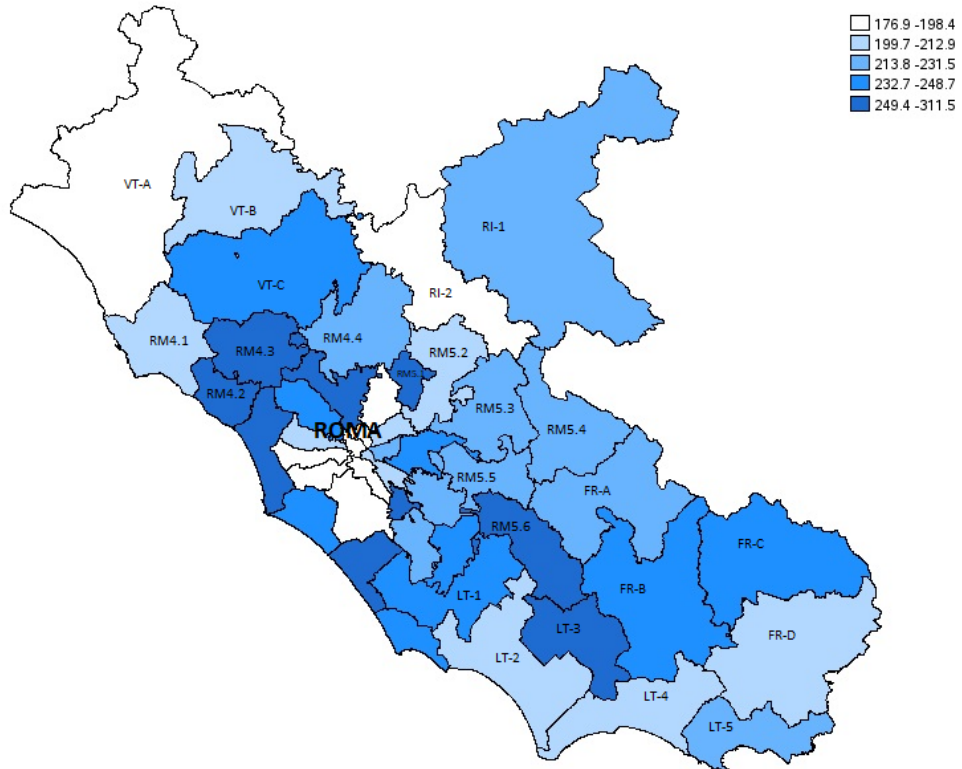 176.9 -198.4
199.7 -212.9
213.8 -231.5
232.7 -248.7
249.4 -311.5
VT-A
VT-B
RI-1
VT-C
RI-2
RM4.1
RM4.4
RM4.3
RM5.2
RM4.2
RM5.3
ROMA
RM5.4
RM5.5
FR-A
RM5.6
FR-C
FR-B
LT-1
LT-3
FR-D
LT-2
LT-4
LT-5